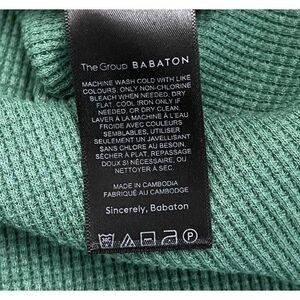 The Group BABATON
MACHINE WASH COLD WITH LIKE
COLOURS, ONLY NON-CHLORINE
BLEACH WHEN NEEDED, DRY
FLAT, COOL IRON ONLY IF
NEEDED, OR DRY CLEAN.
LAVER À LA MACHINE À L'EAU
FROIDE AVEC COULEURS
SEMBLABLES, UTILISER
SEULEMENT UN JAVELLISANT
SANS CHLORE AU BESOIN,
SÉCHER À PLAT, REPASSAGE
DOUX SI NÉCESSAIRE, OU
NETTOYER À SEC.
MADE IN CAMBODIA
FABRIQUÉ AU CAMBODGE
Sincerely, Babaton